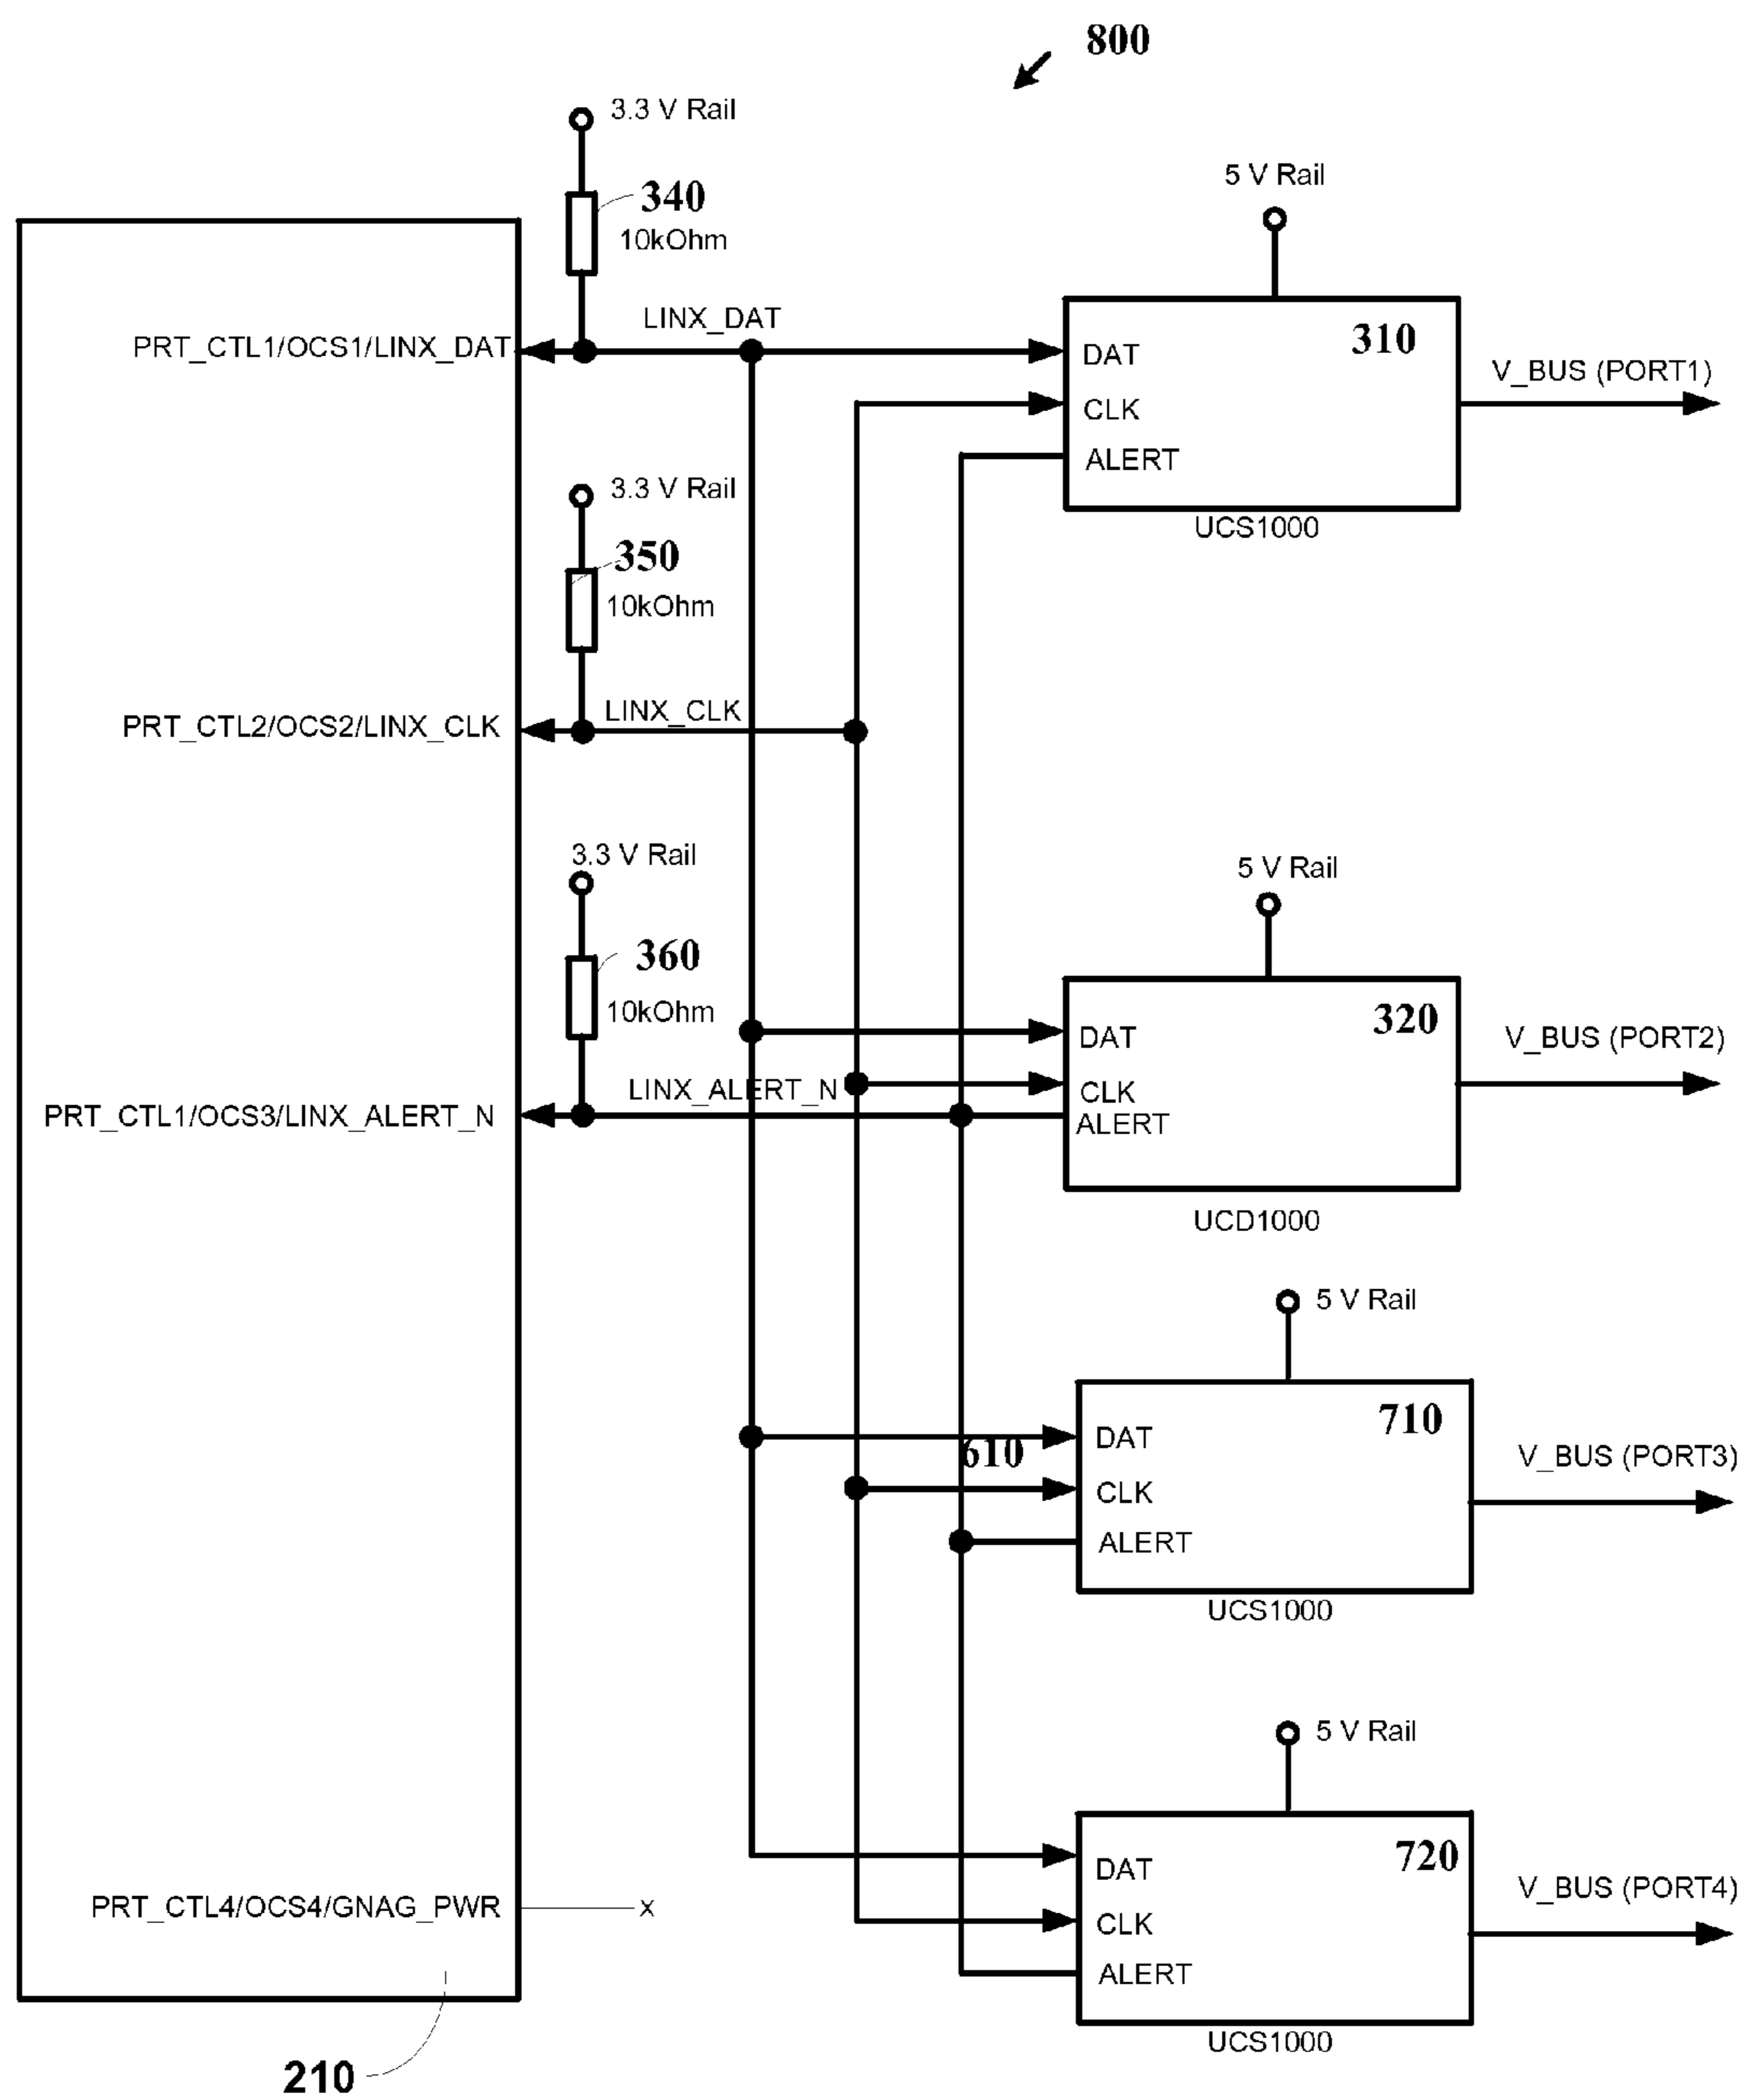 800
3.3 V Rail
340
10kOhm
5 V Rail
LINX_DAT
PRT_CTL1/OCS1/LINX_DAT
310
DAT
V_BUS (PORT1)
CLK
ALERT
UCS1000
3.3 V Rail
350
10kOhm
LINX_CLK
PRT_CTL2/OCS2/LINX_CLK
3.3 V Rail
5 V Rail
360
10kOhm
320
DAT
V_BUS (PORT2)
LINX_ALERT_N
CLK
PRT_CTL1/OCS3/LINX_ALERT_N
ALERT
UCD1000
5 V Rail
710
DAT
610
V_BUS (PORT3)
CLK
ALERT
UCS1000
5 V Rail
720
DAT
V_BUS (PORT4)
PRT_CTL4/OCS4/GNAG_PWR
x
CLK
ALERT
UCS1000
210